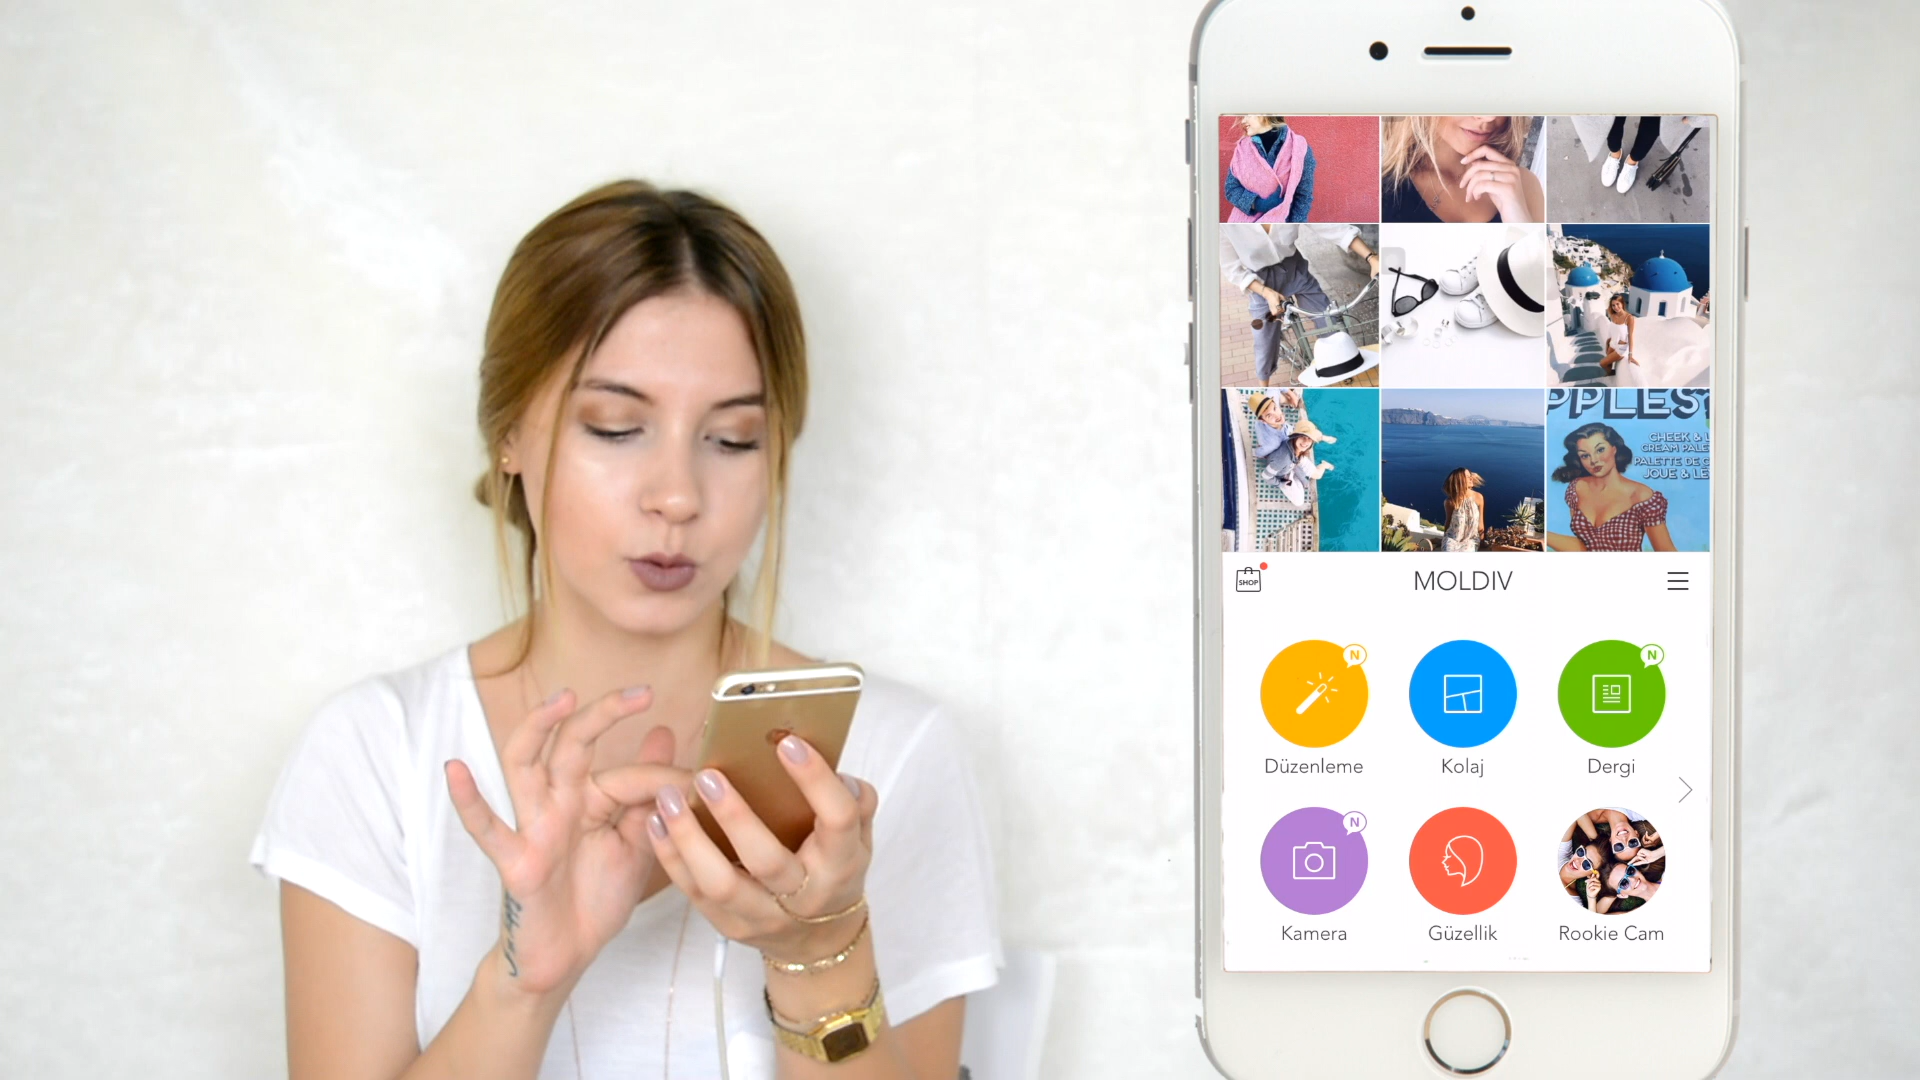 PPLES
CHEEK & L
CREAM PALE
PALETTE DE C
JOUE & LE
SHOP
MOLDIV
N
N
Düzenleme
Kolaj
Dergi
N
Kamera
Güzellik
Rookie Cam